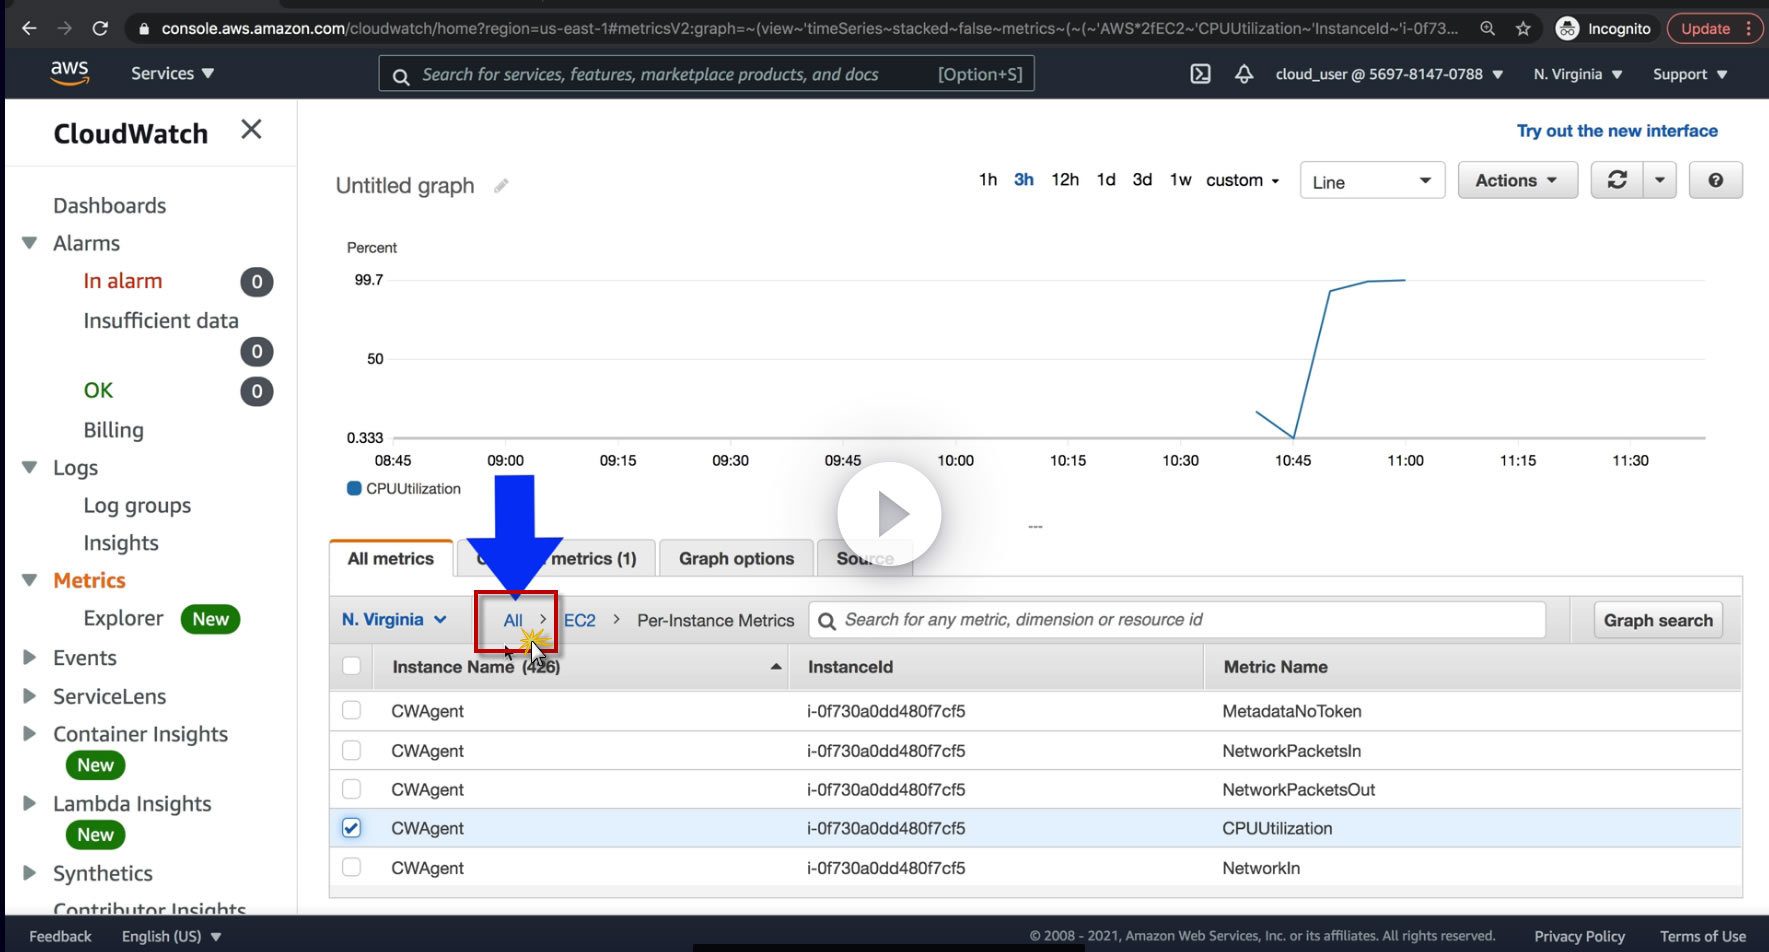 console.aws.amazon.com/cloudwatch/home?region=us-east-1#metricsV2:graph=~(view~'timeSeries~stacked~false~metrics~(~(~'AWS*2fEC2~'CPUUtilization~'InstanceId~'i-0f73...
Incognito
Update
aws
Services
Search for services, features, marketplace products, and docs
[Option+S]
cloud_user @ 5697-8147-0788
N. Virginia
Support
CloudWatch
Dashboards
Alarms
In alarm 0
Insufficient data
0
OK 0
Billing
Logs
Log groups
Insights
Metrics
Explorer New
Events
ServiceLens
Container Insights
New
Lambda Insights
New
Synthetics
Contributor Insights
Try out the new interface
Untitled graph
1h 3h 12h 1d 3d 1w custom
Line
Actions
Percent
99.7
50
0.333
08:45 09:00 09:15 09:30 09:45 10:00 10:15 10:30 10:45 11:00 11:15 11:30
CPUUtilization
All metrics
metrics (1)
Graph options
Source
N. Virginia
All > EC2 > Per-Instance Metrics
Search for any metric, dimension or resource id
Graph search
Instance Name (426) InstanceId Metric Name
CWAgent i-0f730a0dd480f7cf5 MetadataNoToken
CWAgent i-0f730a0dd480f7cf5 NetworkPacketsIn
CWAgent i-0f730a0dd480f7cf5 NetworkPacketsOut
CWAgent i-0f730a0dd480f7cf5 CPUUtilization
CWAgent i-0f730a0dd480f7cf5 NetworkIn
Feedback English (US)
© 2008 - 2021, Amazon Web Services, Inc. or its affiliates. All rights reserved. Privacy Policy Terms of Use